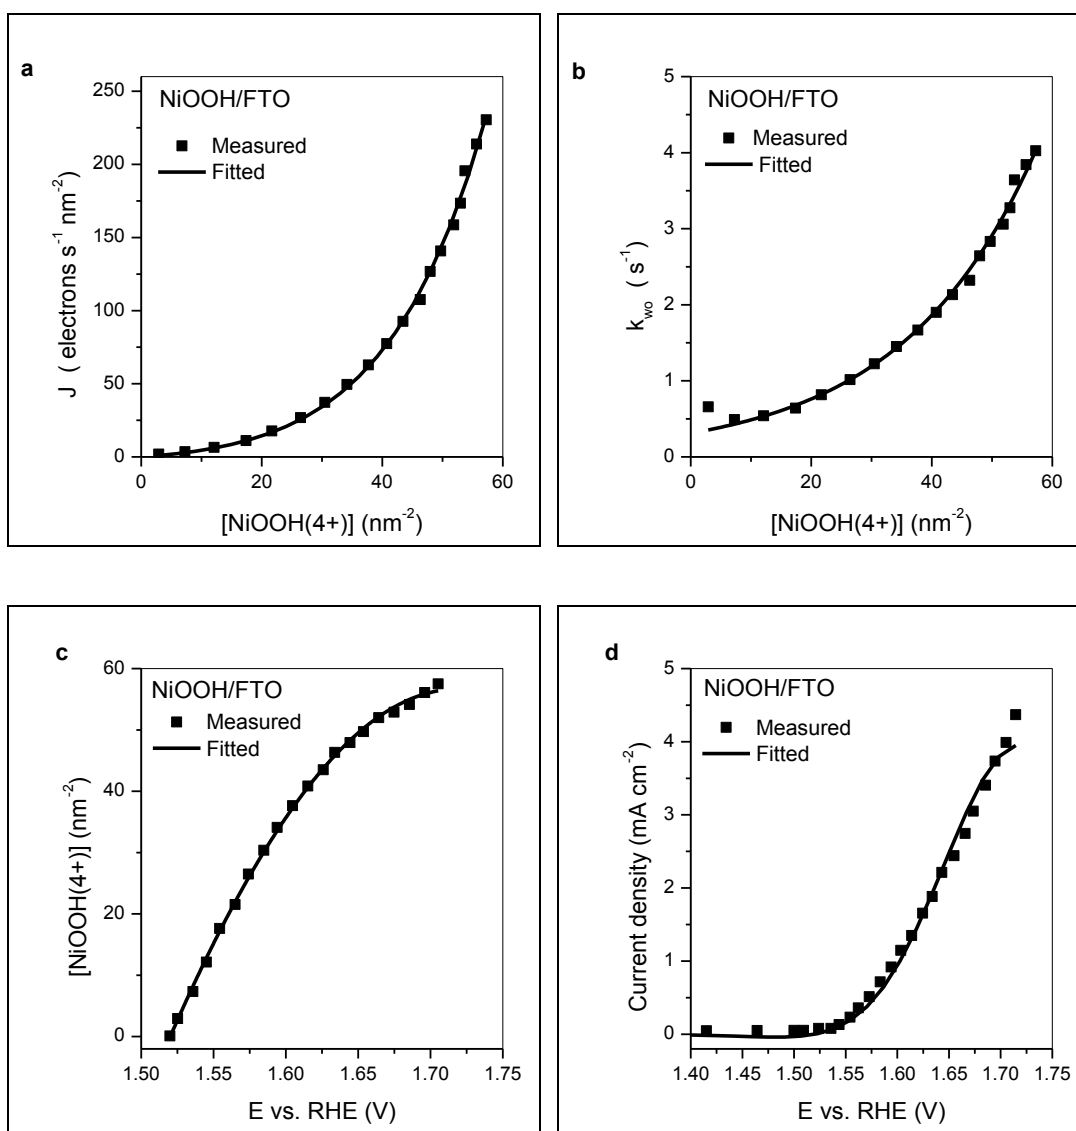 a
NiOOH/FTO
Measured
Fitted
J ( electrons s⁻¹ nm⁻²)
250
200
150
100
50
0
0 20 40 60
[NiOOH(4+)] (nm⁻²)
b
NiOOH/FTO
Measured
Fitted
k_wo ( s⁻¹)
5
4
3
2
1
0
0 20 40 60
[NiOOH(4+)] (nm⁻²)
c
NiOOH/FTO
Measured
Fitted
[NiOOH(4+)] (nm⁻²)
60
40
20
0
1.50 1.55 1.60 1.65 1.70 1.75
E vs. RHE (V)
d
NiOOH/FTO
Measured
Fitted
Current density (mA cm⁻²)
5
4
3
2
1
0
1.40 1.45 1.50 1.55 1.60 1.65 1.70 1.75
E vs. RHE (V)